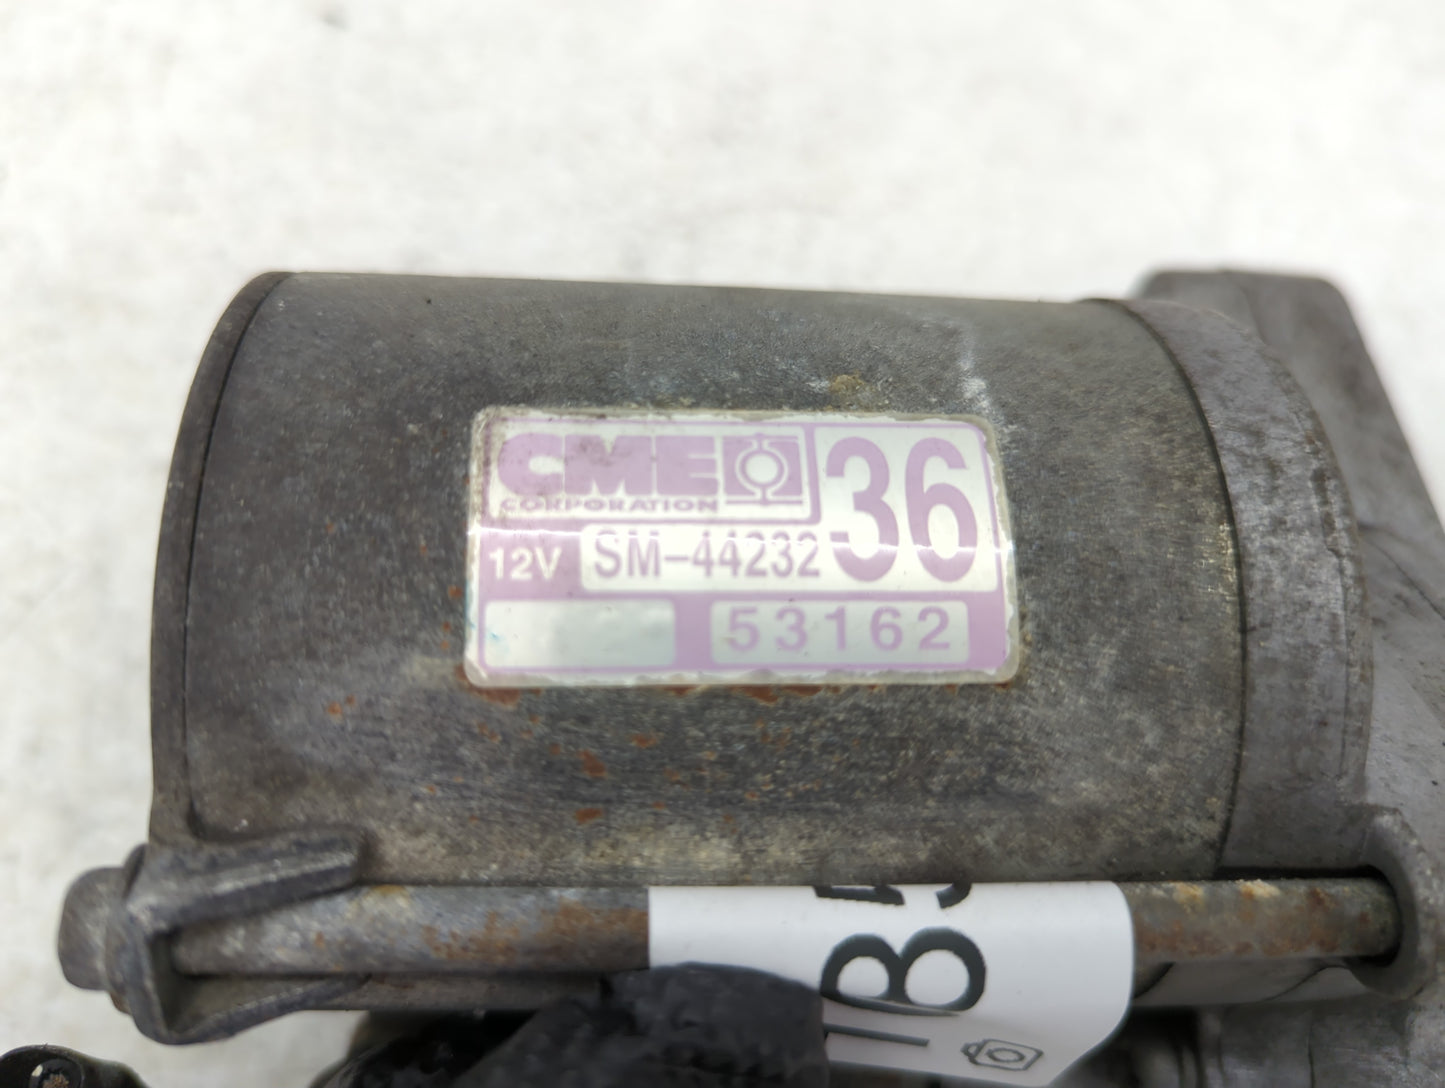 CME
CORPORATION
36
12V SM-44232
53162